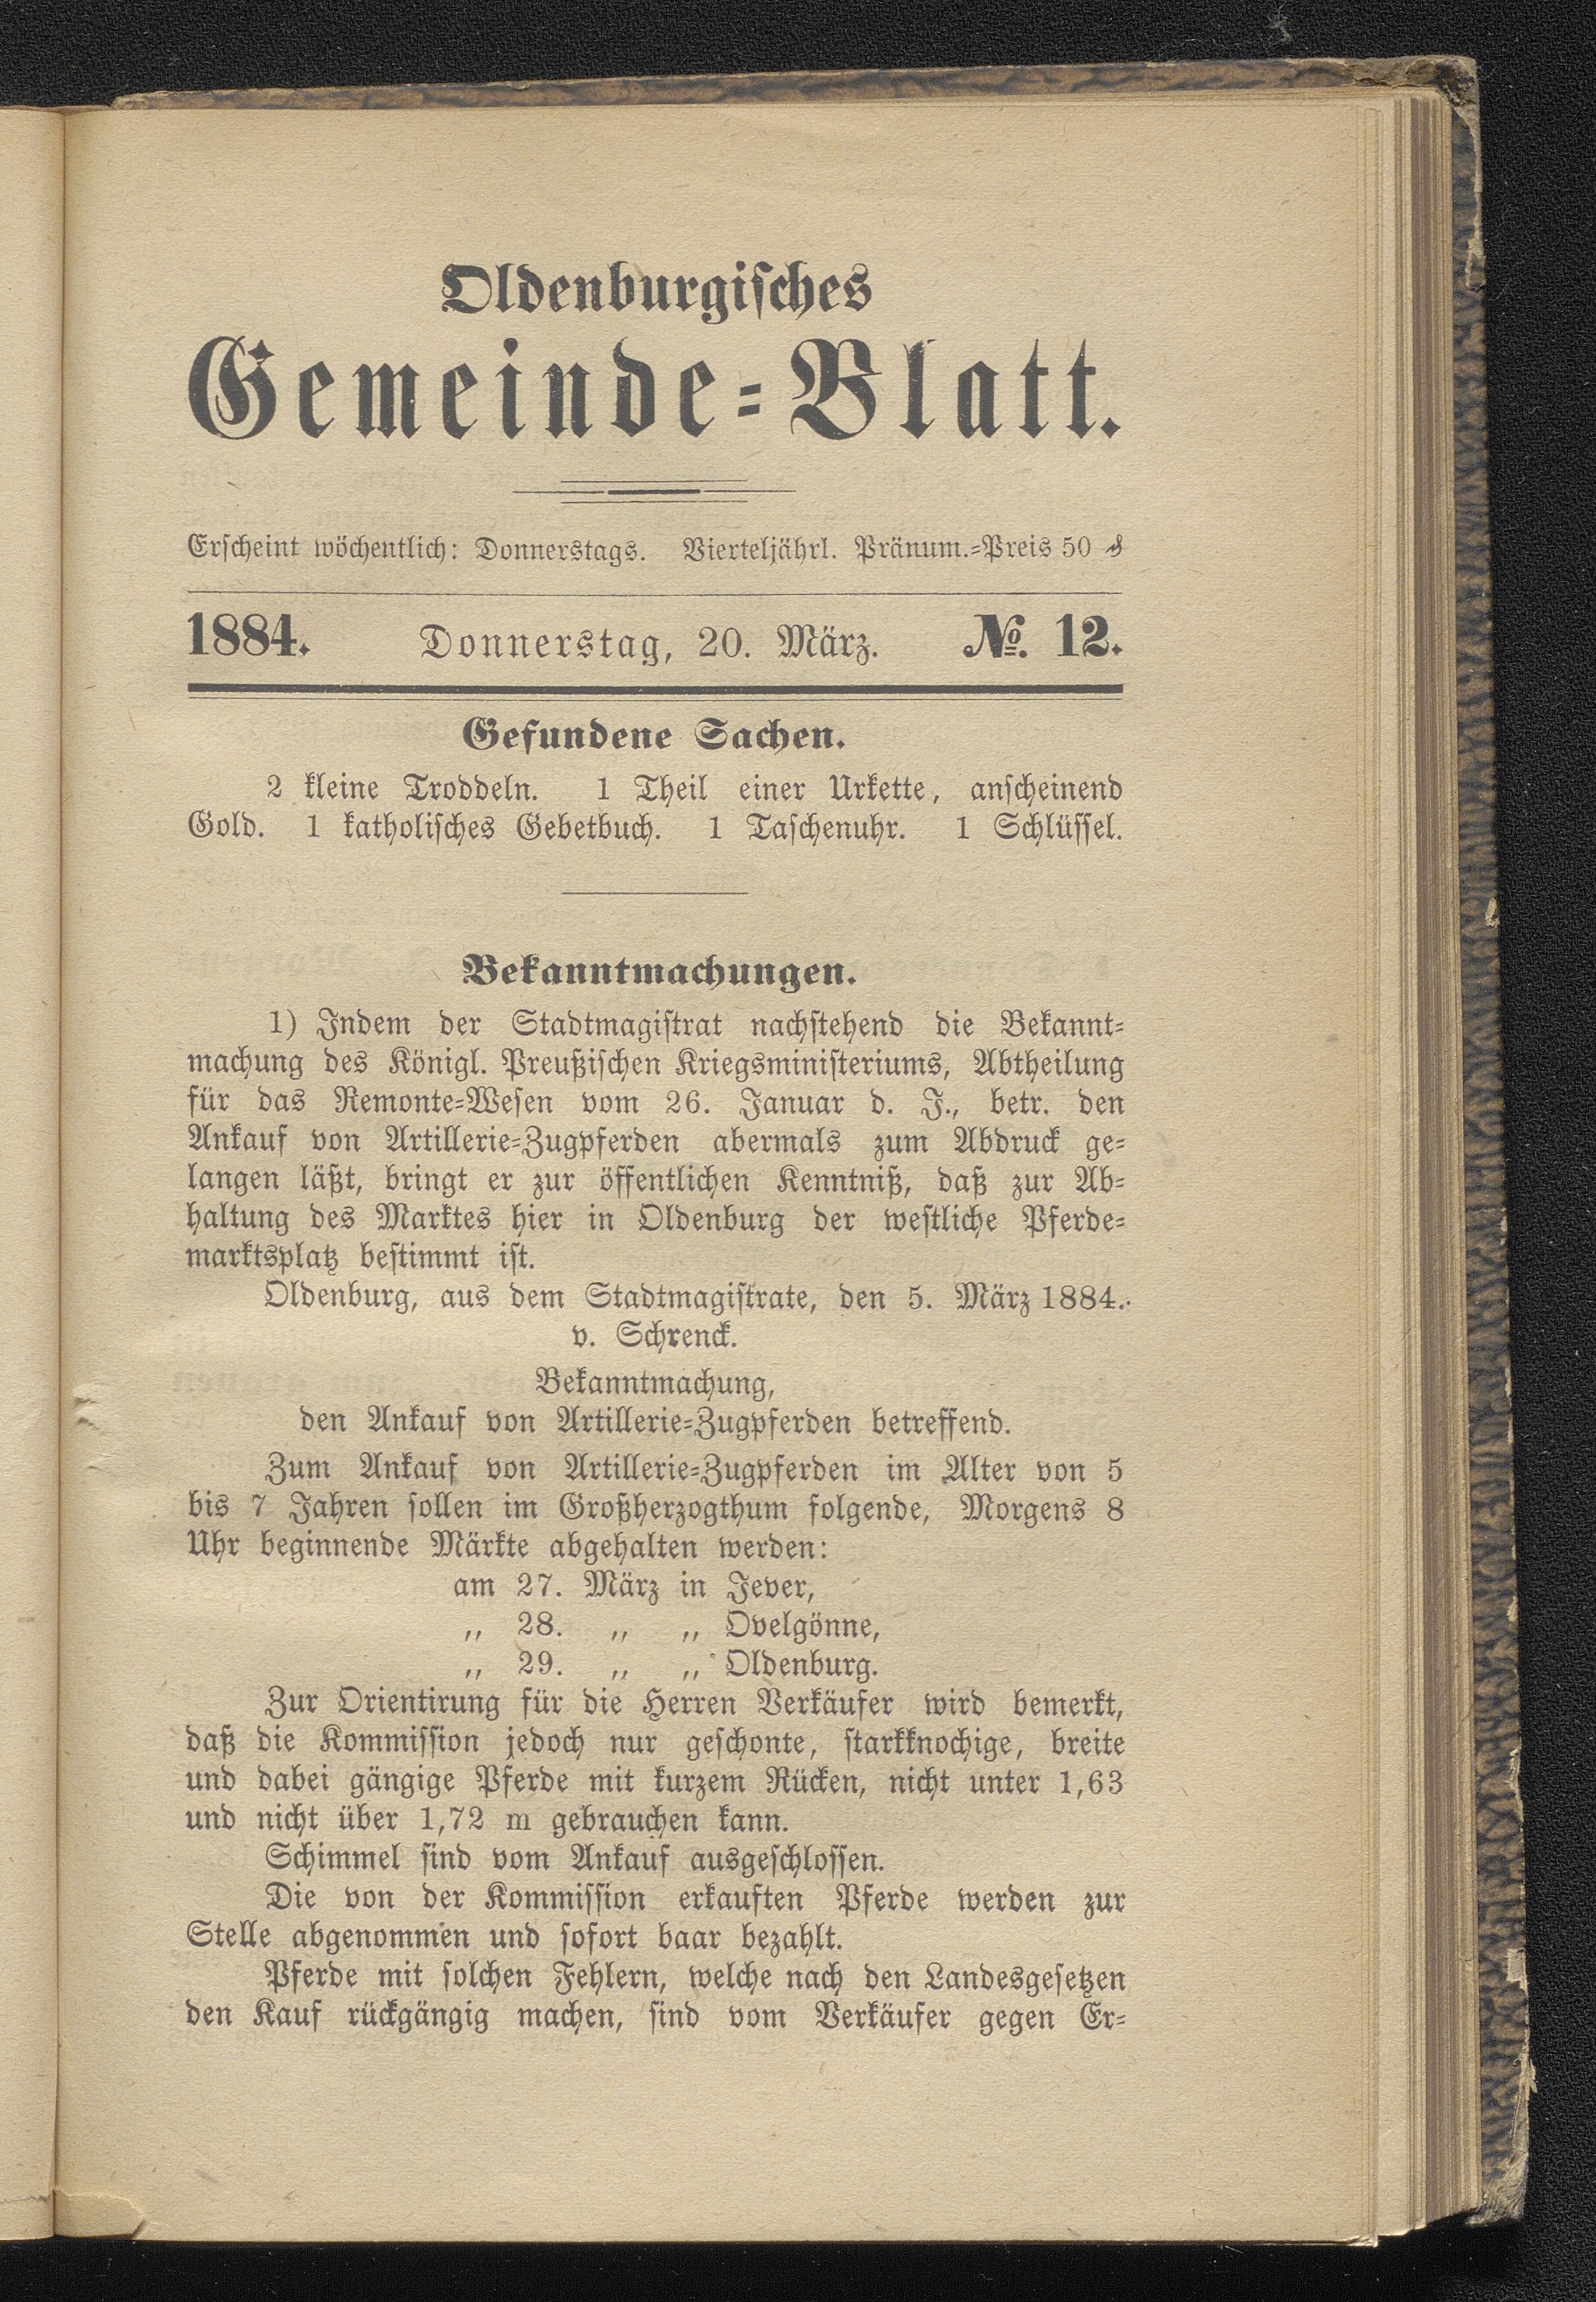 Oldenburgisches
Gemeinde-Blatt.
Erscheint wöchentlich: Donnerstags. Vierteljährl. Pränum.-Preis 50 ₰
1884. Donnerstag, 20. März. №. 12.
Gefundene Sachen.
2 kleine Troddeln. 1 Theil einer Urkette, anscheinend
Gold. 1 katholisches Gebetbuch. 1 Taschenuhr. 1 Schlüssel.
Bekanntmachungen.
1) Indem der Stadtmagistrat nachstehend die Bekannt-
machung des Königl. Preußischen Kriegsministeriums, Abtheilung
für das Remonte-Wesen vom 26. Januar d. J., betr. den
Ankauf von Artillerie-Zugpferden abermals zum Abdruck ge-
langen läßt, bringt er zur öffentlichen Kenntniß, daß zur Ab-
haltung des Marktes hier in Oldenburg der westliche Pferde-
marktsplatz bestimmt ist.
Oldenburg, aus dem Stadtmagistrate, den 5. März 1884.
v. Schrenck.
Bekanntmachung,
den Ankauf von Artillerie-Zugpferden betreffend.
Zum Ankauf von Artillerie-Zugpferden im Alter von 5
bis 7 Jahren sollen im Großherzogthum folgende, Morgens 8
Uhr beginnende Märkte abgehalten werden:
am 27. März in Jever,
„ 28. „ „ Ovelgönne,
„ 29. „ „ Oldenburg.
Zur Orientirung für die Herren Verkäufer wird bemerkt,
daß die Kommission jedoch nur geschonte, starkknochige, breite
und dabei gängige Pferde mit kurzem Rücken, nicht unter 1,63
und nicht über 1,72 m gebrauchen kann.
Schimmel sind vom Ankauf ausgeschlossen.
Die von der Kommission erkauften Pferde werden zur
Stelle abgenommen und sofort baar bezahlt.
Pferde mit solchen Fehlern, welche nach den Landesgesetzen
den Kauf rückgängig machen, sind vom Verkäufer gegen Er-